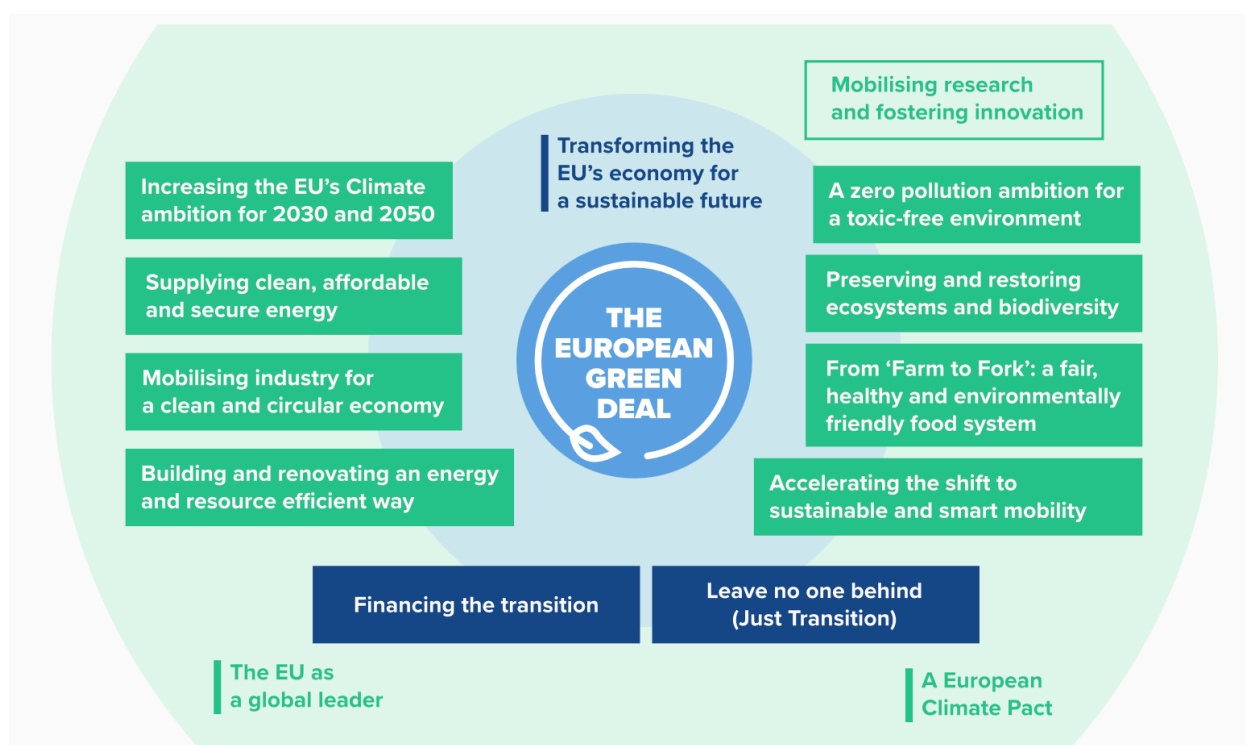 Mobilising research
and fostering innovation
Transforming the
EU’s economy for
a sustainable future
Increasing the EU’s Climate
ambition for 2030 and 2050
Supplying clean, affordable
and secure energy
Mobilising industry for
a clean and circular economy
Building and renovating an energy
and resource efficient way
THE
EUROPEAN
GREEN
DEAL
A zero pollution ambition for
a toxic-free environment
Preserving and restoring
ecosystems and biodiversity
From ‘Farm to Fork’: a fair,
healthy and environmentally
friendly food system
Accelerating the shift to
sustainable and smart mobility
Financing the transition
Leave no one behind
(Just Transition)
The EU as
a global leader
A European
Climate Pact